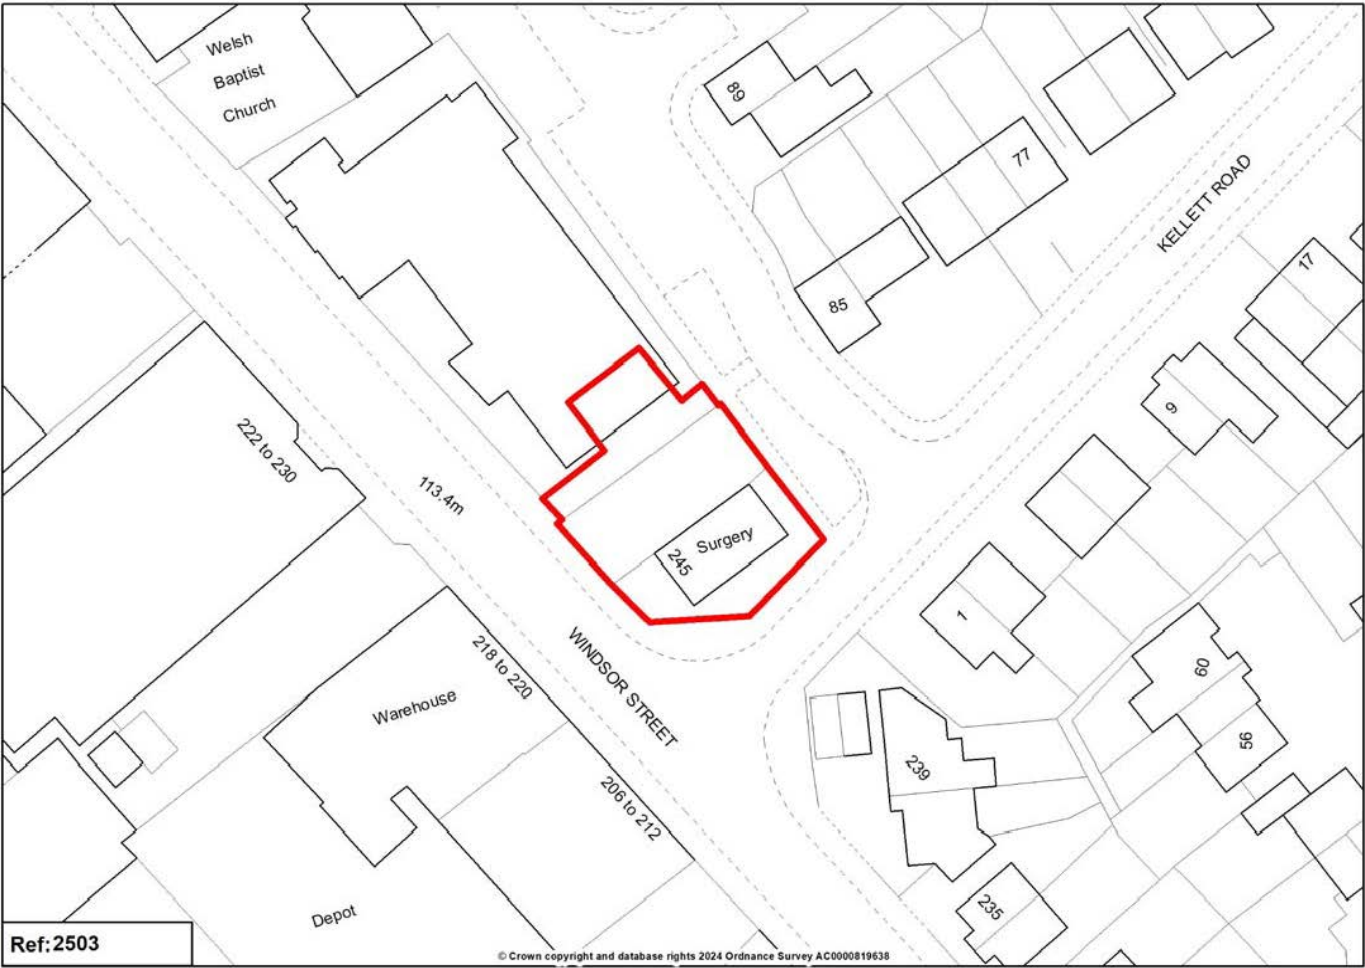 Welsh
Baptist
Church
89
77
KELLETT ROAD
17
85
9
222 to 230
113.4m
Surgery
245
1
WINDSOR STREET
218 to 220
Warehouse
60
56
239
206 to 212
235
Depot
Ref:2503
© Crown copyright and database rights 2024 Ordnance Survey AC0000819638